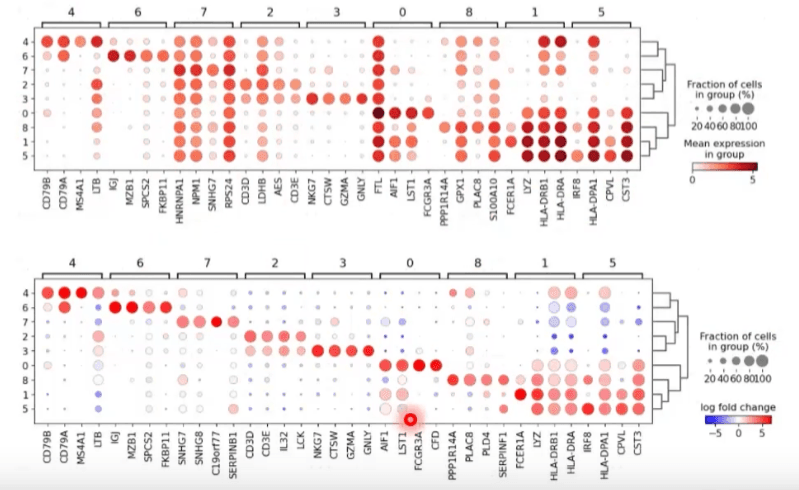 4 6 7 2 3 0 8 1 5
4
6
7
2
3
0
8
1
5
CD79B CD79A MS4A1 LTB IGJ MZB1 SPCS2 FKBP11 HNRNPA1 NPM1 SNHG7 RPS24 CD3D LDHB AES CD3E NKG7 CTSW GZMA GNLY FTL AIF1 LST1 FCGR3A PPP1R14A GPX1 PLAC8 S100A10 FCER1A LYZ HLA-DRB1 HLA-DRA IRF8 HLA-DPA1 CPVL CST3
Fraction of cells
in group (%)
20 40 60 80100
Mean expression
in group
0 5
4 6 7 2 3 0 8 1 5
4
6
7
2
3
0
8
1
5
CD79B CD79A MS4A1 LTB IGJ MZB1 SPCS2 FKBP11 SNHG7 SNHG8 C19orf77 SERPINB1 CD3D CD3E IL32 LCK NKG7 CTSW GZMA GNLY AIF1 LST1 FCGR3A CFD PPP1R14A PLAC8 PLD4 SERPINF1 FCER1A LYZ HLA-DRB1 HLA-DRA IRF8 HLA-DPA1 CPVL CST3
Fraction of cells
in group (%)
20 40 60 80100
log fold change
−5 0 5